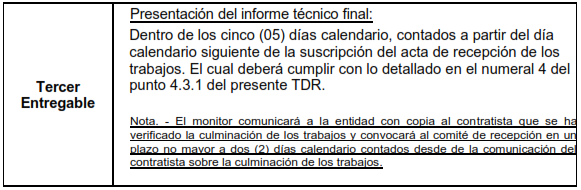 Presentación del informe técnico final:
Dentro de los cinco (05) días calendario, contados a partir del día
calendario siguiente de la suscripción del acta de recepción de los
trabajos. El cual deberá cumplir con lo detallado en el numeral 4 del
punto 4.3.1 del presente TDR.
Tercer
Entregable
Nota. - El monitor comunicará a la entidad con copia al contratista que se ha
verificado la culminación de los trabajos y convocará al comité de recepción en un
plazo no mayor a dos (2) días calendario contados desde de la comunicación del
contratista sobre la culminación de los trabajos.